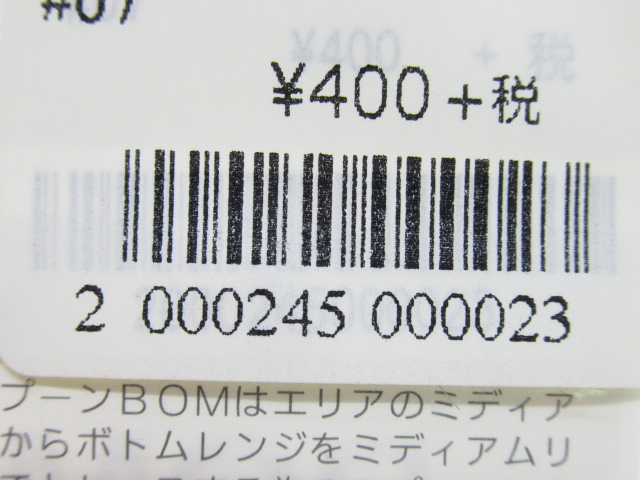 #07
¥400+税
2 000245 000023
プーンBOMはエリアのミディア
からボトムレンジをミディアムリ